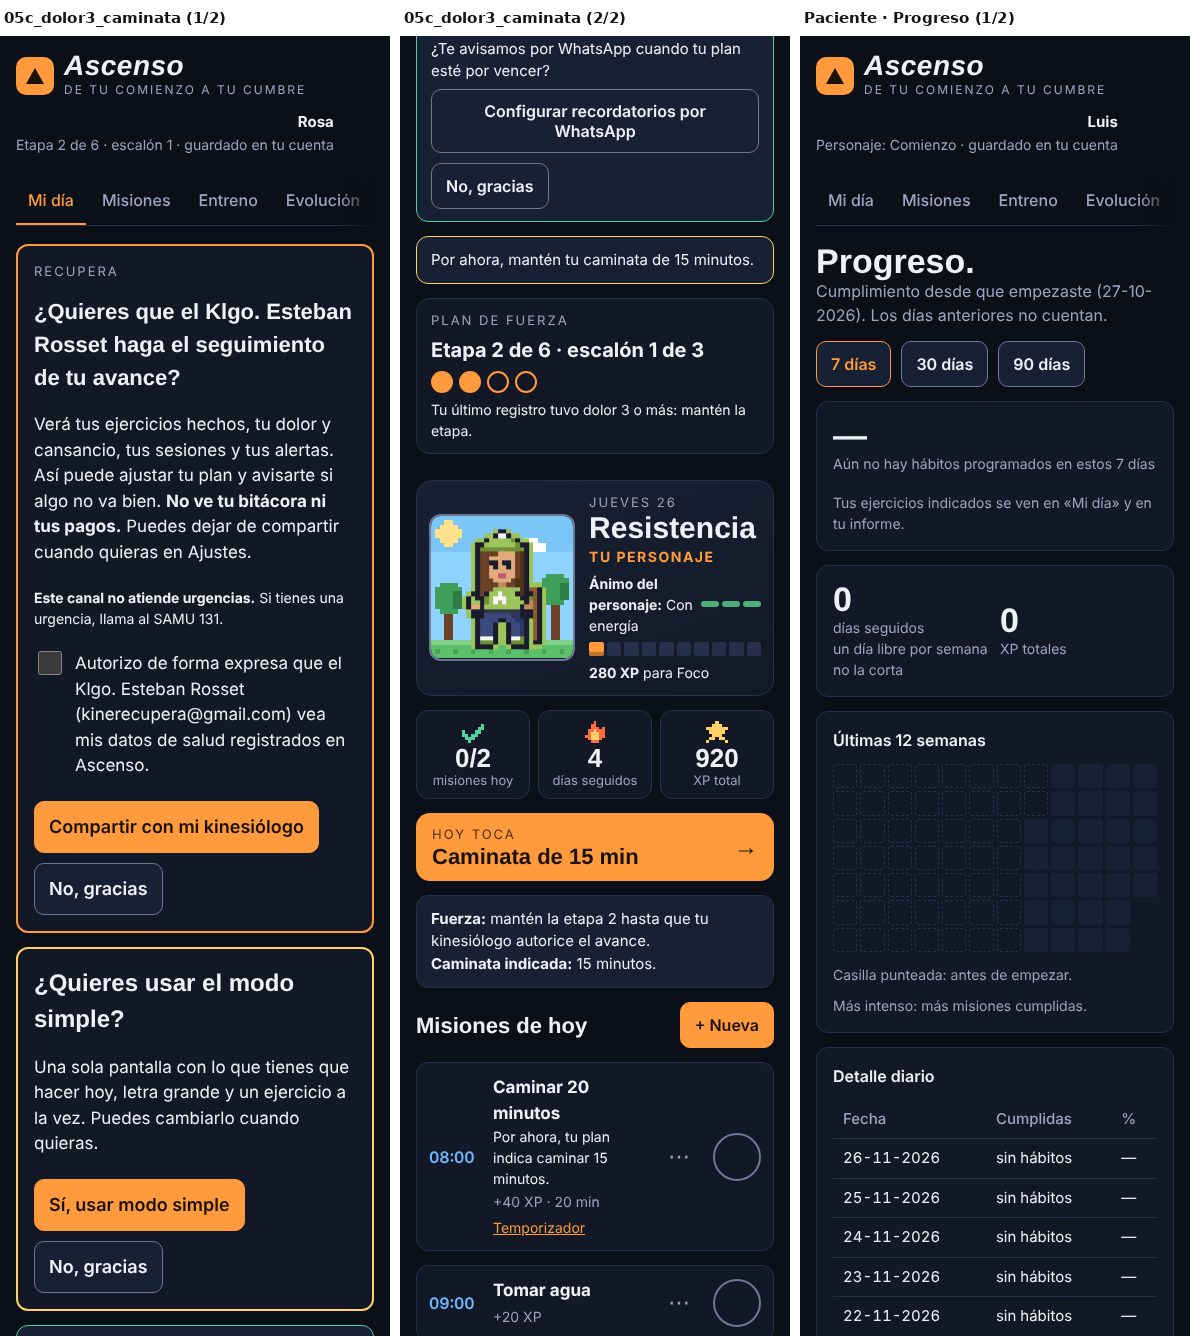 05c_dolor3_caminata (1/2)
Ascenso
DE TU COMIENZO A TU CUMBRE
Rosa
Etapa 2 de 6 · escalón 1 · guardado en tu cuenta
Mi día
Misiones
Entreno
Evolución
RECUPERA
¿Quieres que el Klgo. Esteban
Rosset haga el seguimiento
de tu avance?
Verá tus ejercicios hechos, tu dolor y
cansancio, tus sesiones y tus alertas.
Así puede ajustar tu plan y avisarte si
algo no va bien. No ve tu bitácora ni
tus pagos. Puedes dejar de compartir
cuando quieras en Ajustes.
Este canal no atiende urgencias. Si tienes una
urgencia, llama al SAMU 131.
Autorizo de forma expresa que el
Klgo. Esteban Rosset
(kinerecupera@gmail.com) vea
mis datos de salud registrados en
Ascenso.
Compartir con mi kinesiólogo
No, gracias
¿Quieres usar el modo
simple?
Una sola pantalla con lo que tienes que
hacer hoy, letra grande y un ejercicio a
la vez. Puedes cambiarlo cuando
quieras.
Sí, usar modo simple
No, gracias
05c_dolor3_caminata (2/2)
¿Te avisamos por WhatsApp cuando tu plan
esté por vencer?
Configurar recordatorios por
WhatsApp
No, gracias
Por ahora, mantén tu caminata de 15 minutos.
PLAN DE FUERZA
Etapa 2 de 6 · escalón 1 de 3
Tu último registro tuvo dolor 3 o más: mantén la
etapa.
JUEVES 26
Resistencia
TU PERSONAJE
Ánimo del
personaje: Con
energía
280 XP para Foco
0/2
misiones hoy
4
días seguidos
920
XP total
HOY TOCA
Caminata de 15 min →
Fuerza: mantén la etapa 2 hasta que tu
kinesiólogo autorice el avance.
Caminata indicada: 15 minutos.
Misiones de hoy
+ Nueva
08:00
Caminar 20
minutos
Por ahora, tu plan
indica caminar 15
minutos.
+40 XP · 20 min
Temporizador
···
09:00
Tomar agua
+20 XP
···
Paciente · Progreso (1/2)
Ascenso
DE TU COMIENZO A TU CUMBRE
Luis
Personaje: Comienzo · guardado en tu cuenta
Mi día
Misiones
Entreno
Evolución
Progreso.
Cumplimiento desde que empezaste (27-10-
2026). Los días anteriores no cuentan.
7 días
30 días
90 días
—
Aún no hay hábitos programados en estos 7 días
Tus ejercicios indicados se ven en «Mi día» y en
tu informe.
0
días seguidos
un día libre por semana
no la corta
0
XP totales
Últimas 12 semanas
Casilla punteada: antes de empezar.
Más intenso: más misiones cumplidas.
Detalle diario
Fecha Cumplidas %
26-11-2026 sin hábitos —
25-11-2026 sin hábitos —
24-11-2026 sin hábitos —
23-11-2026 sin hábitos —
22-11-2026 sin hábitos —